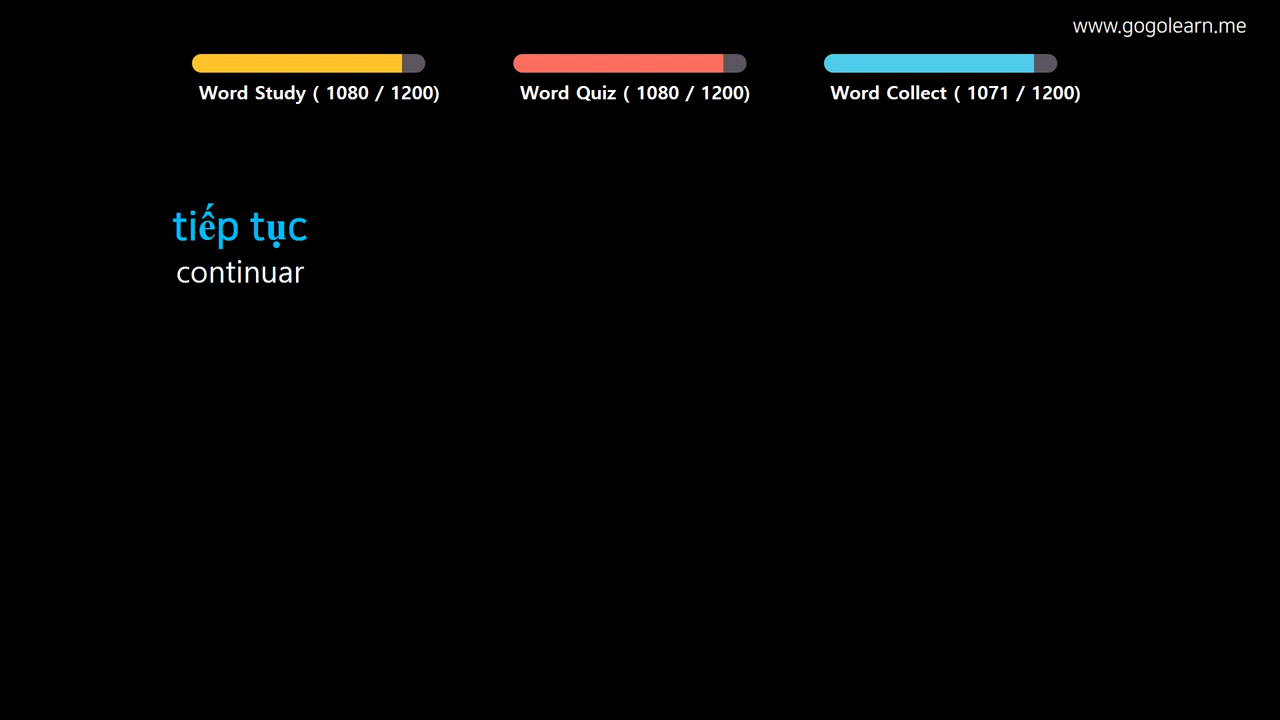 www.gogolearn.me
Word Study ( 1080 / 1200)
Word Quiz ( 1080 / 1200)
Word Collect ( 1071 / 1200)
tiếp tục
continuar